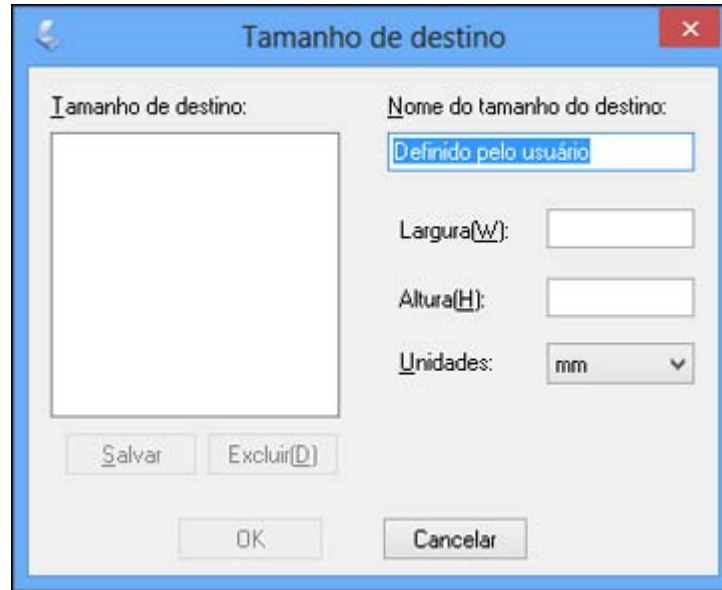 Tamanho de destino
Tamanho de destino:
Nome do tamanho do destino:
Definido pelo usuário
Largura(W):
Altura(H):
Unidades:
mm
Salvar
Excluir(D)
OK
Cancelar